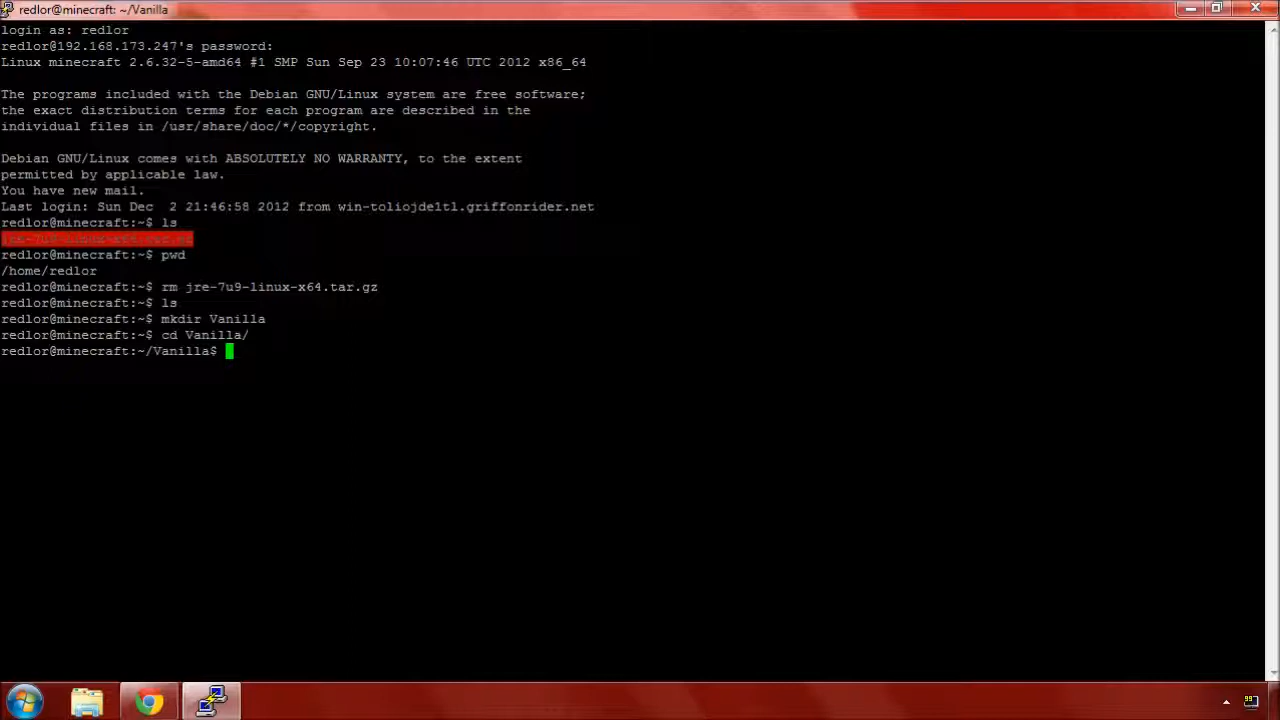 redlor@minecraft: ~/Vanilla
login as: redlor
redlor@192.168.173.247's password:
Linux minecraft 2.6.32-5-amd64 #1 SMP Sun Sep 23 10:07:46 UTC 2012 x86_64
The programs included with the Debian GNU/Linux system are free software;
the exact distribution terms for each program are described in the
individual files in /usr/share/doc/*/copyright.
Debian GNU/Linux comes with ABSOLUTELY NO WARRANTY, to the extent
permitted by applicable law.
You have new mail.
Last login: Sun Dec  2 21:46:58 2012 from win-toliojde1tl.griffonrider.net
redlor@minecraft:~$ ls
jre-7u9-linux-x64.tar.gz
redlor@minecraft:~$ pwd
/home/redlor
redlor@minecraft:~$ rm jre-7u9-linux-x64.tar.gz
redlor@minecraft:~$ ls
redlor@minecraft:~$ mkdir Vanilla
redlor@minecraft:~$ cd Vanilla/
redlor@minecraft:~/Vanilla$